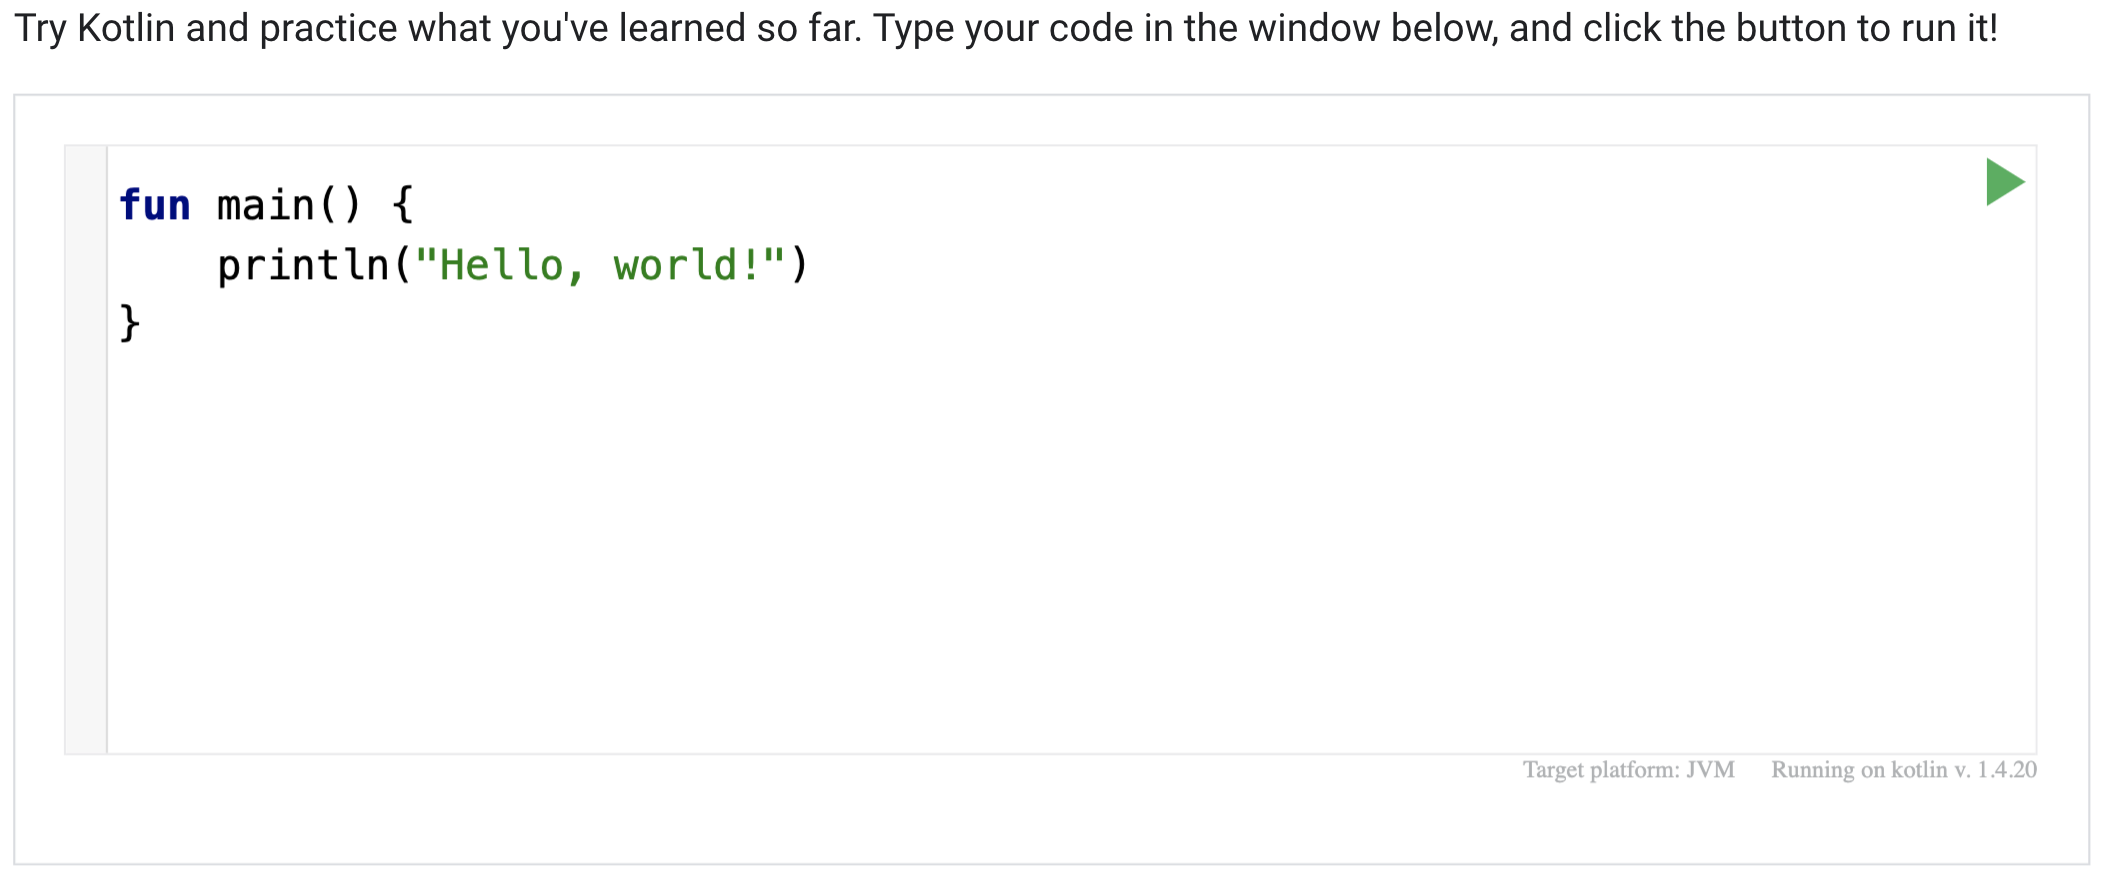 Try Kotlin and practice what you've learned so far. Type your code in the window below, and click the button to run it!
fun main() {
    println("Hello, world!")
}
Target platform: JVM Running on kotlin v. 1.4.20